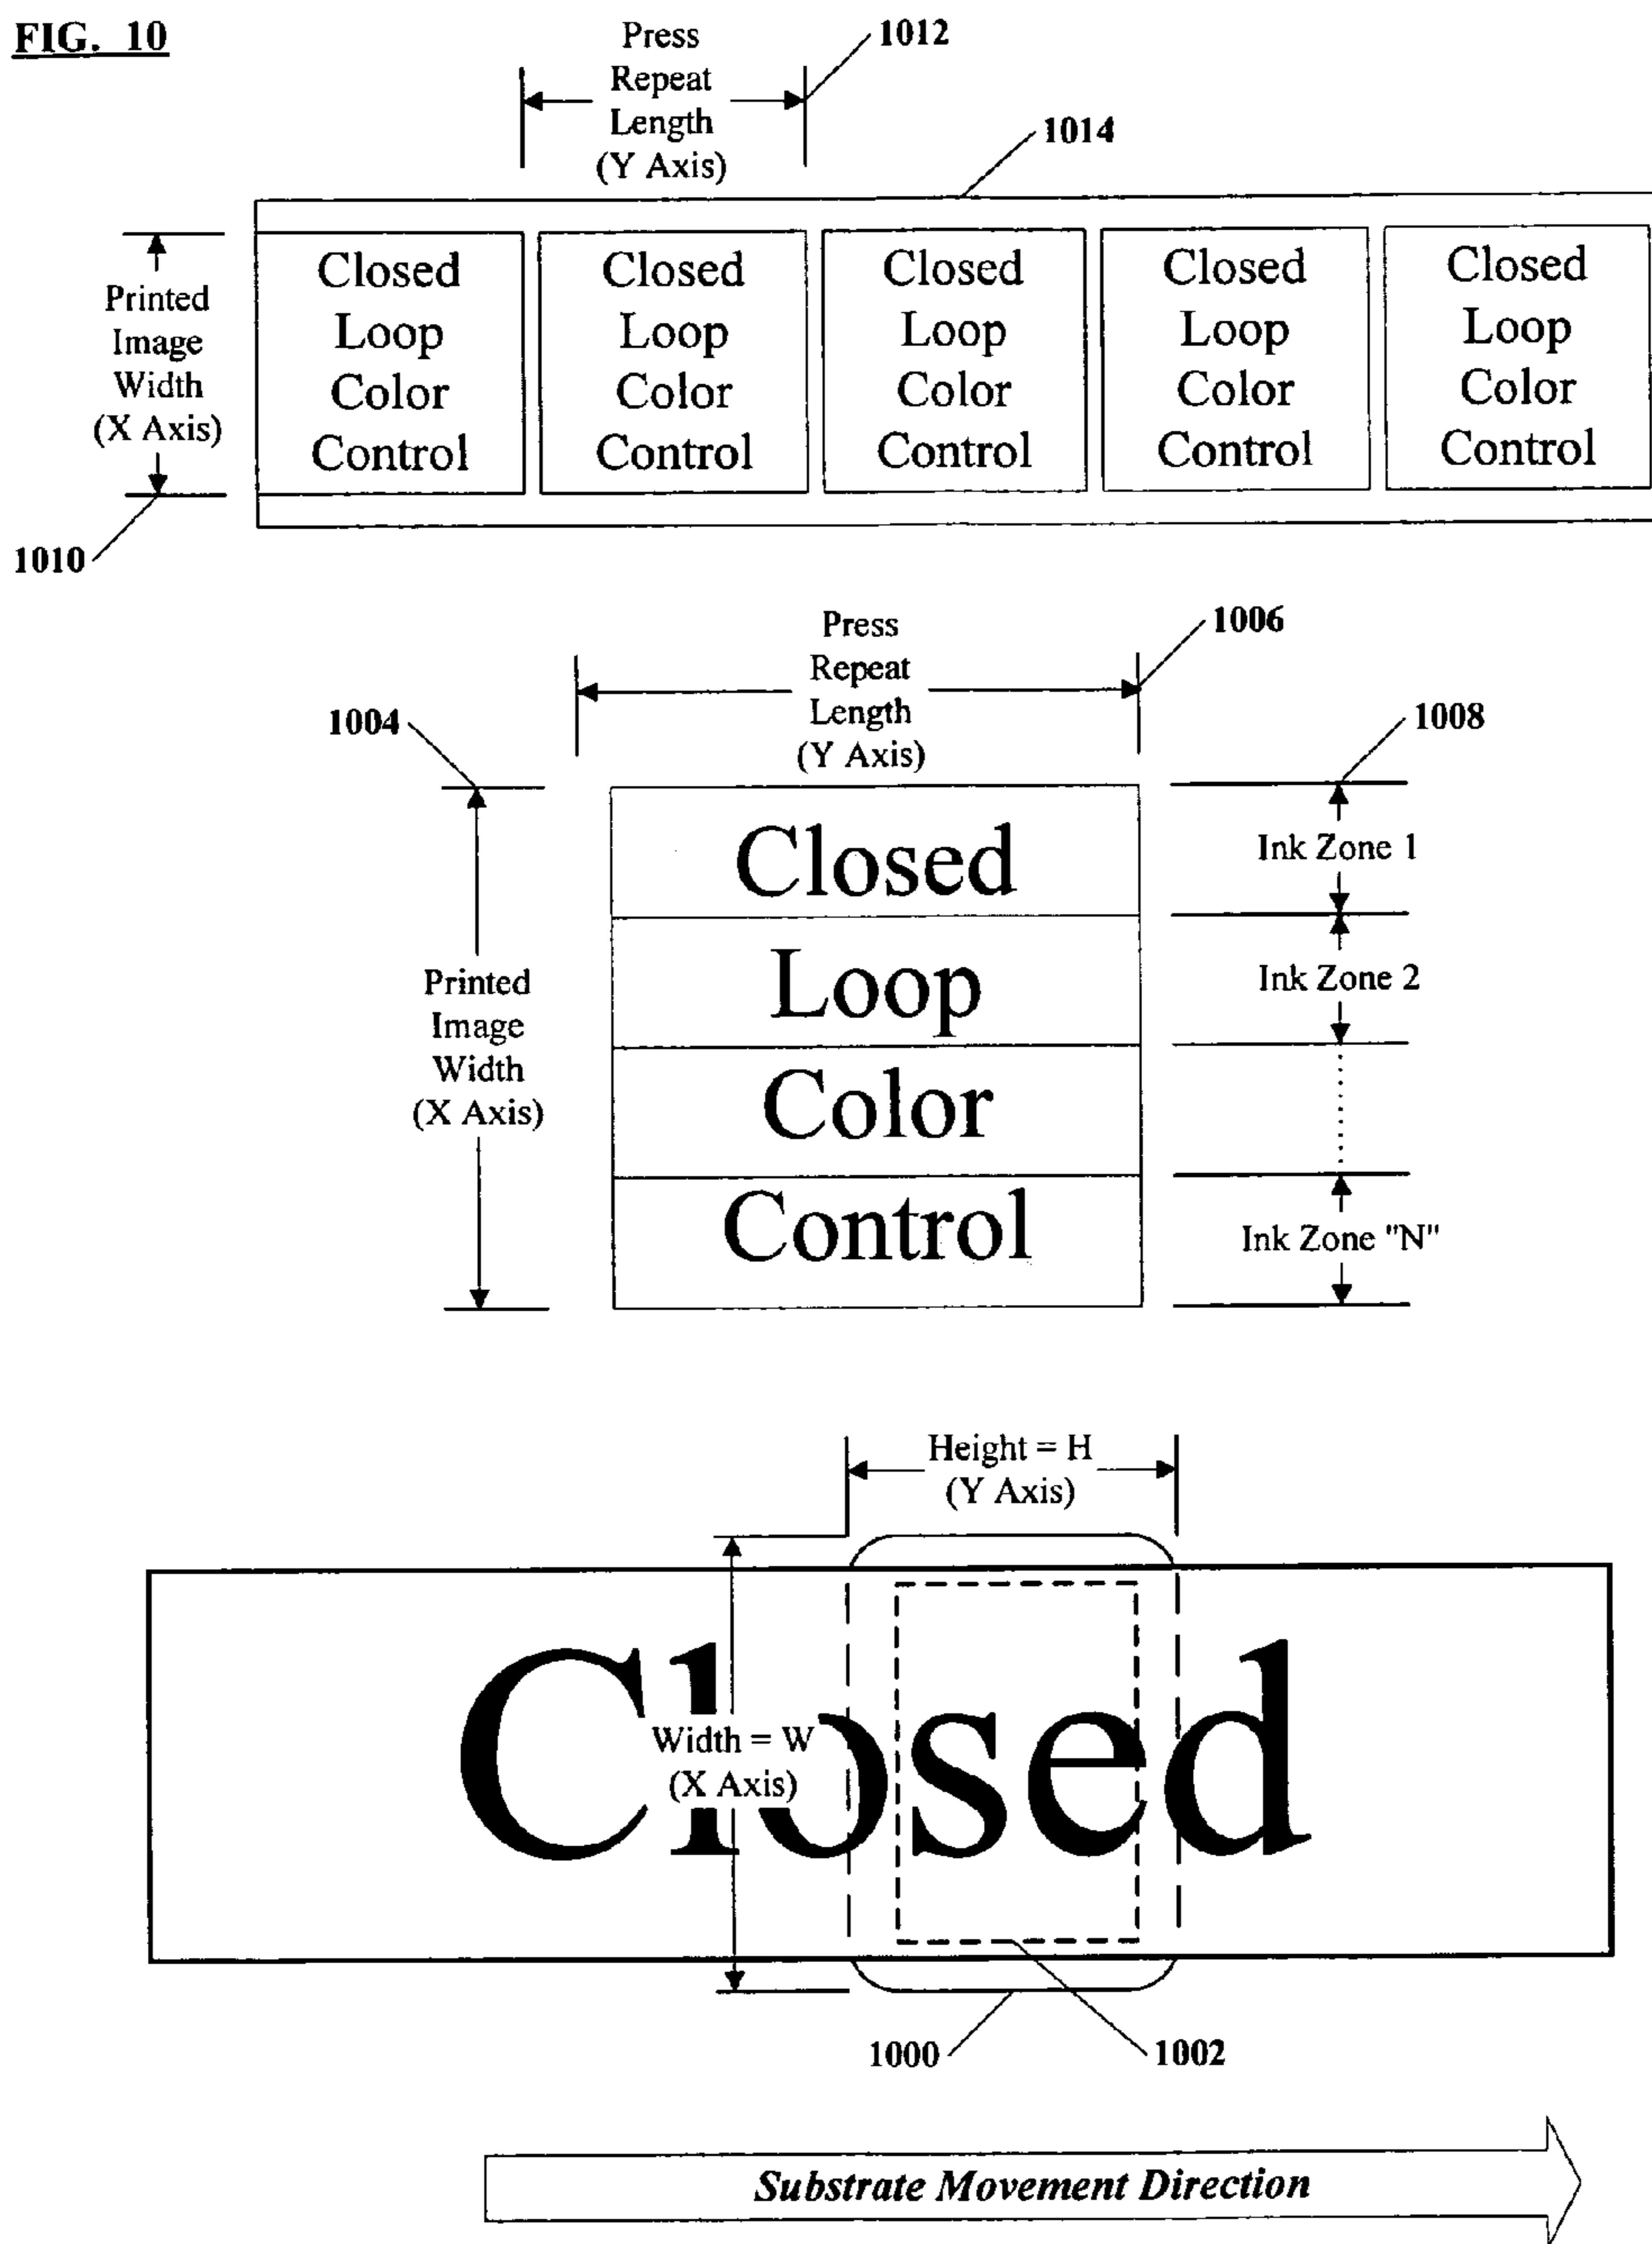 FIG. 10
Press
Repeat
Length
(Y Axis)
1012
1014
Printed
Image
Width
(X Axis)
1010
Closed
Loop
Color
Control
Closed
Loop
Color
Control
Closed
Loop
Color
Control
Closed
Loop
Color
Control
Closed
Loop
Color
Control
Press
Repeat
Length
(Y Axis)
1006
1004
1008
Printed
Image
Width
(X Axis)
Closed
Loop
Color
Control
Ink Zone 1
Ink Zone 2
Ink Zone "N"
Height = H
(Y Axis)
Closed
Width = W
(X Axis)
1000
1002
Substrate Movement Direction